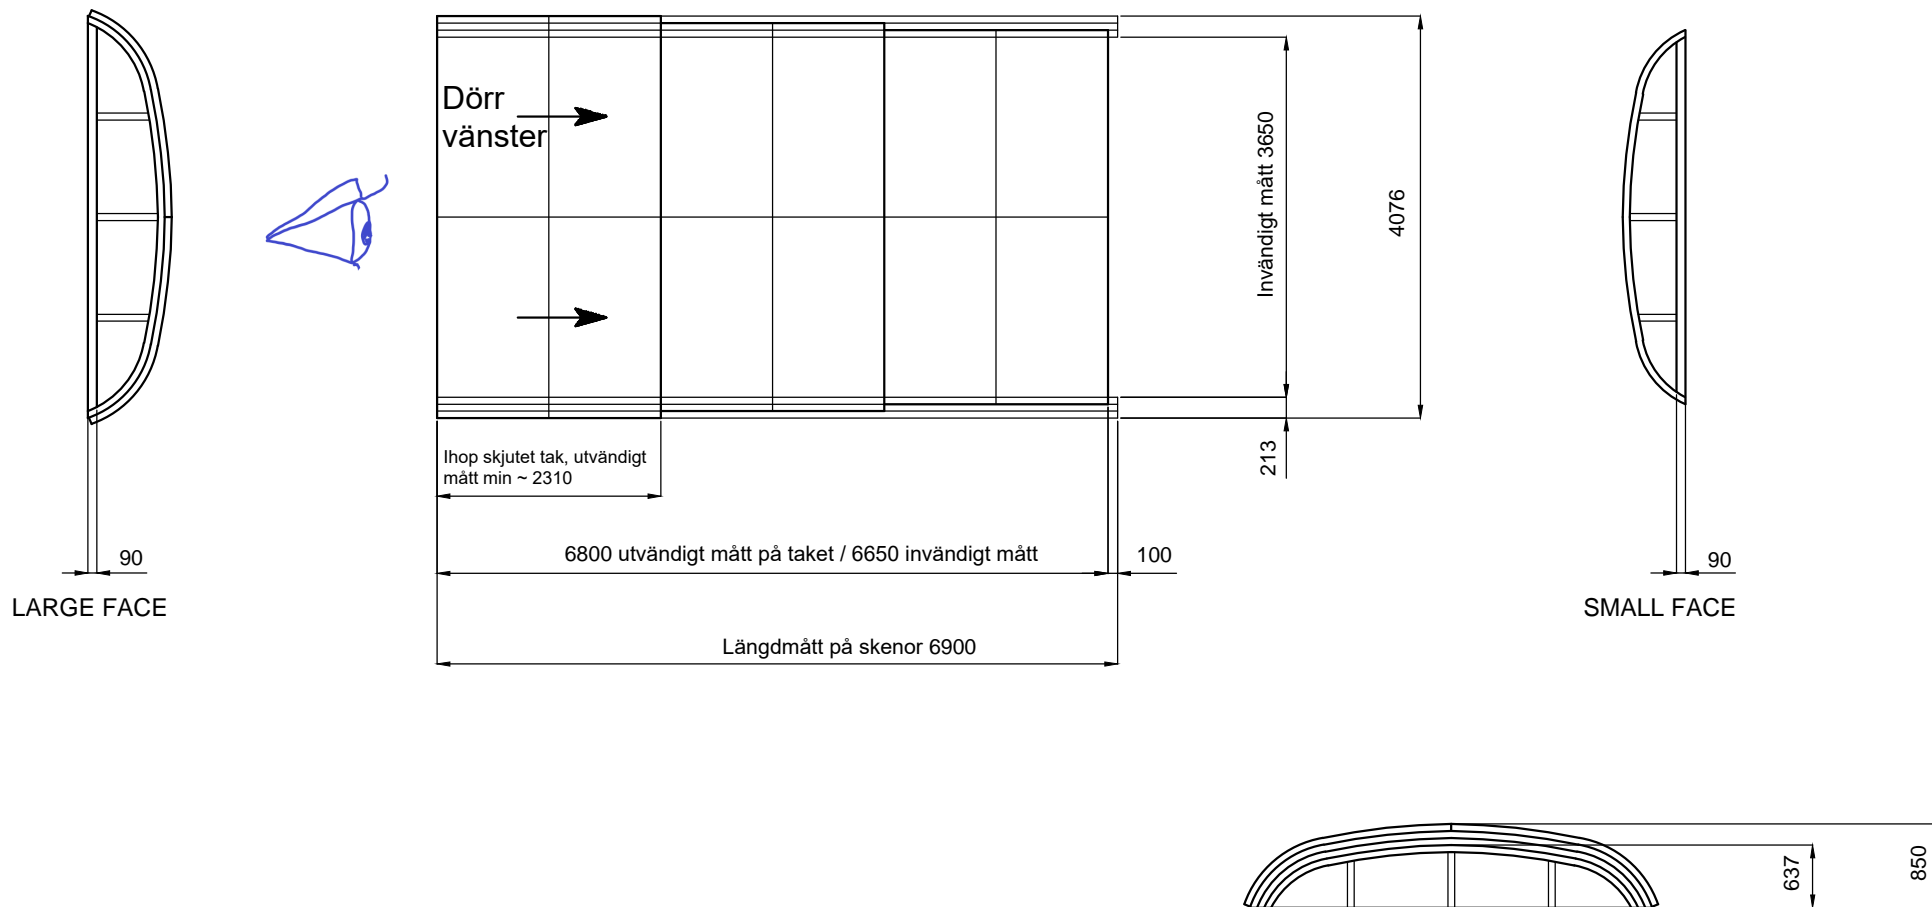 Dörr
vänster
Invändigt mått 3650
4076
213
Ihop skjutet tak, utvändigt
mått min ~ 2310
6800 utvändigt mått på taket / 6650 invändigt mått
100
90
90
LARGE FACE
SMALL FACE
Längdmått på skenor 6900
637
850